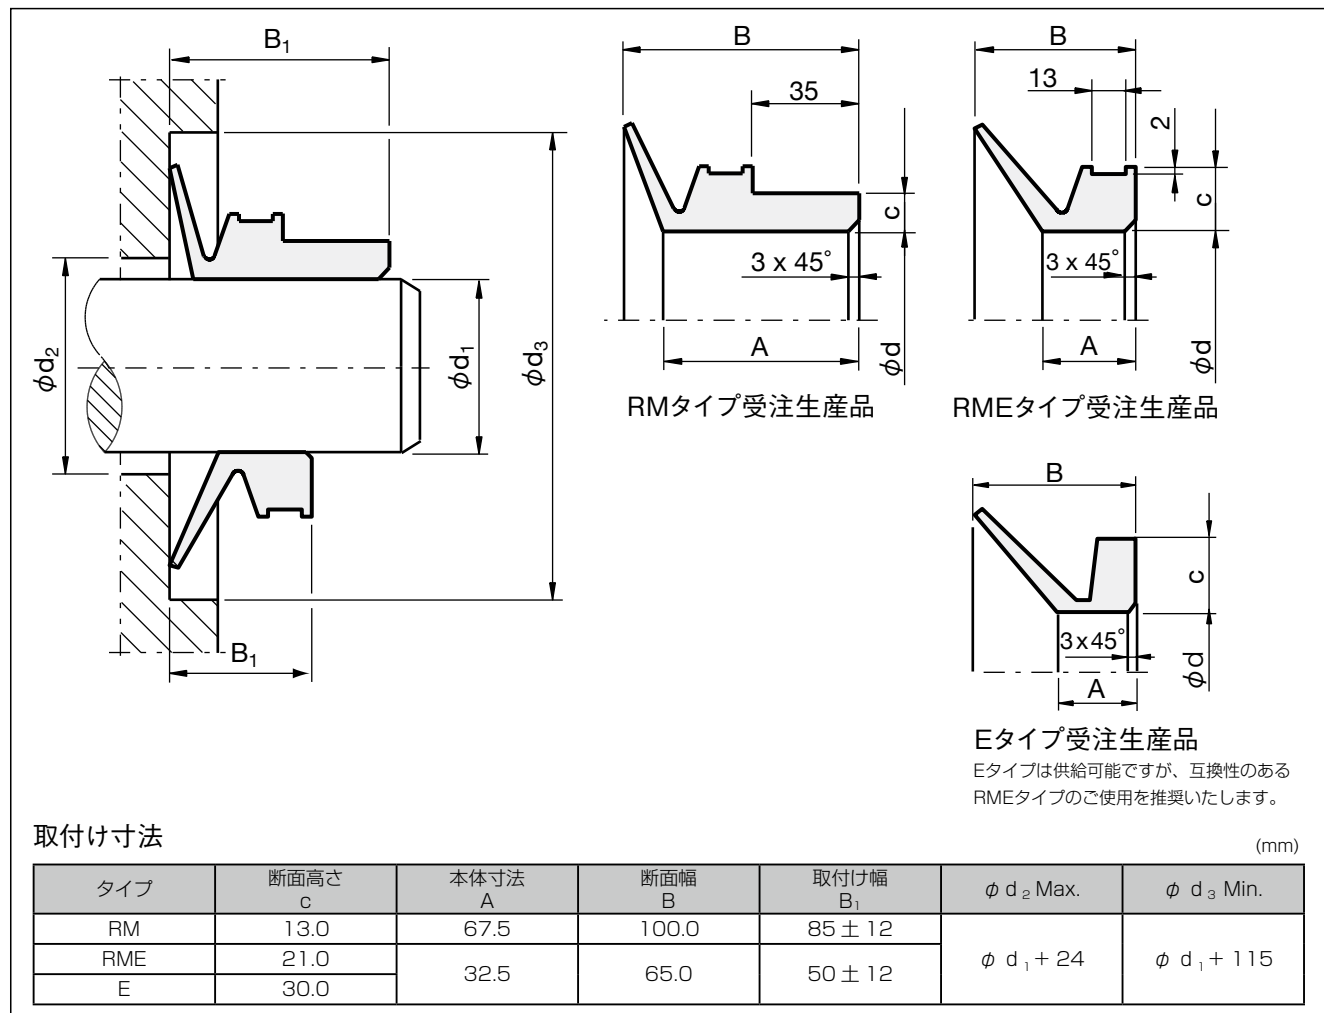 B₁
B
35
c
3 x 45°
A
φd
RMタイプ受注生産品
B
13
2
c
3 x 45°
A
φd
RMEタイプ受注生産品
φd₂
φd₁
φd₃
B₁
B
c
3x45°
A
φd
Eタイプ受注生産品
Eタイプは供給可能ですが、互換性のある
RMEタイプのご使用を推奨いたします。
取付け寸法
(mm)
タイプ 断面高さ c 本体寸法 A 断面幅 B 取付け幅 B₁ φ d₂ Max. φ d₃ Min.
RM 13.0 67.5 100.0 85 ± 12 φ d₁ + 24 φ d₁ + 115
RME 21.0 32.5 65.0 50 ± 12
E 30.0